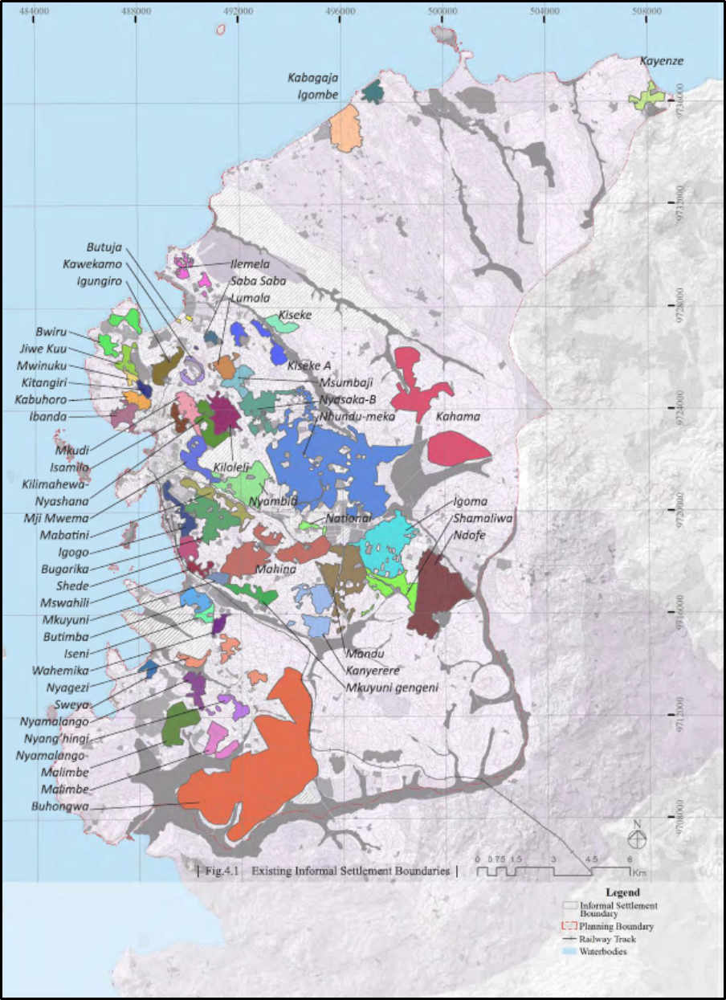 484000 488000 492000 496000 500000 504000 508000
Kayenze
Kabagaja
Igombe
9736000
9732000
Butuja
Kawekamo
Igungiro
Ilemela
Saba Saba
Lumala
9728000
Kiseke
Bwiru
Jiwe Kuu
Mwinuku
Kitangiri
Kabuhoro
Ibanda
Kiseke A
Msumbaji
Nyasaka-B
Nhundu-meka
9724000
Kahama
Mkudi
Isamilo
Kilimahewa-
Nyashana
Mji Mwema
Mabatini
Igogo
Bugarika
Shede
Mswahili
Mkuyuni
Butimba
Iseni
Wahemika
Nyagezi
Sweya
Nyamalango
Nyang'hingi
Nyamalango-
Malimbe
Malimbe
Buhongwa
Kiloleli
Nyambiti
National
9720000
Igoma
Shamaliwa
Ndofe
Mahina
9716000
Mandu
Kanyerere
Mkuyuni gengeni
9712000
9708000
N
| Fig.4.1 Existing Informal Settlement Boundaries |
0 0.75 1.5 3 4.5 6
Km
Legend
Informal Settlement
Boundary
Planning Boundary
Railway Track
Waterbodies